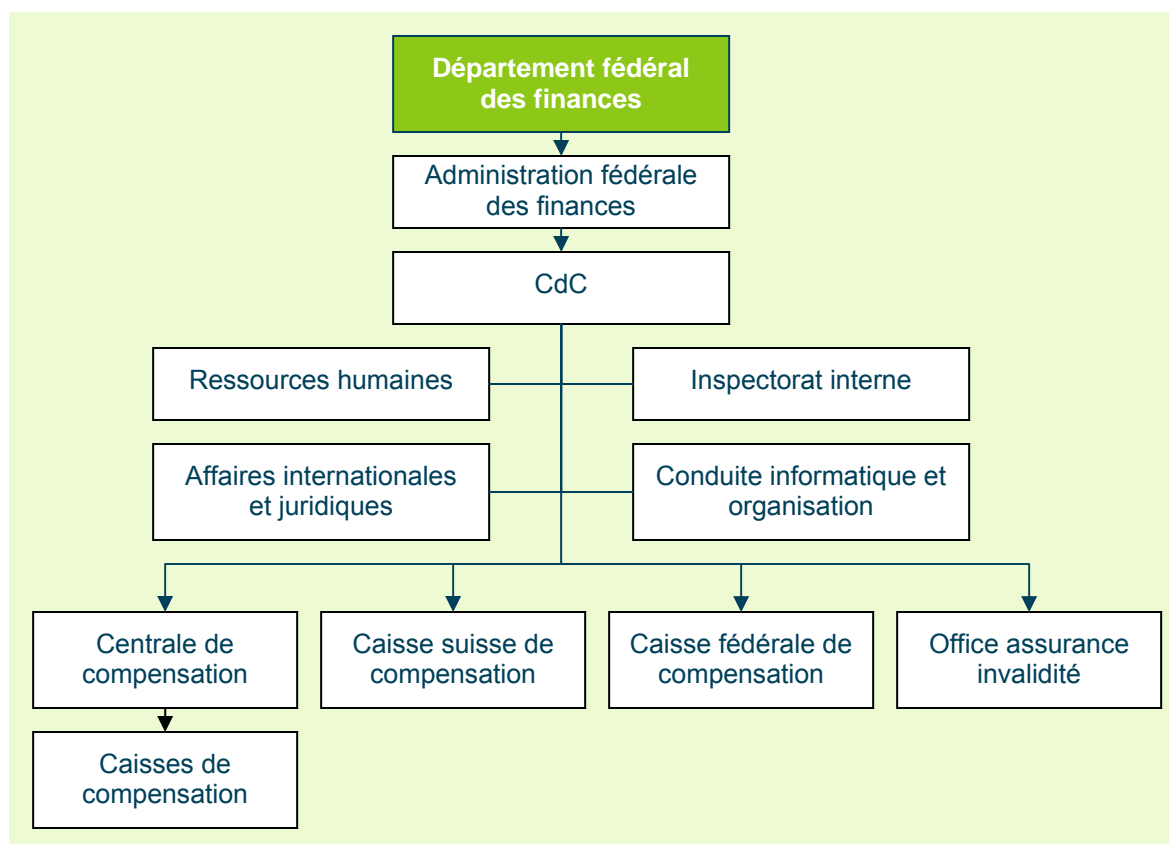 Département fédéral
des finances
Administration fédérale
des finances
CdC
Ressources humaines
Inspectorat interne
Affaires internationales
et juridiques
Conduite informatique et
organisation
Centrale de
compensation
Caisse suisse de
compensation
Caisse fédérale de
compensation
Office assurance
invalidité
Caisses de
compensation